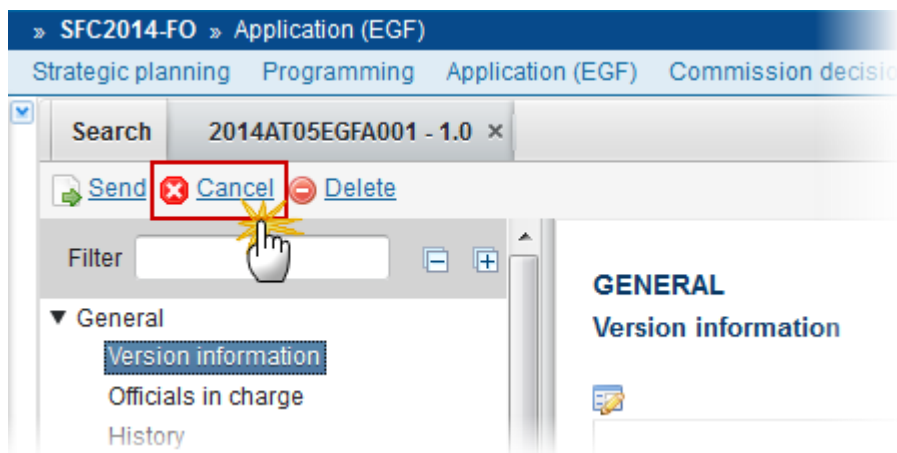 » SFC2014-FO » Application (EGF)
Strategic planning Programming Application (EGF) Commission decisio
Search 2014AT05EGFA001 - 1.0 ×
Send Cancel Delete
Filter
GENERAL
▼ General
Version information
Version information
Officials in charge
History